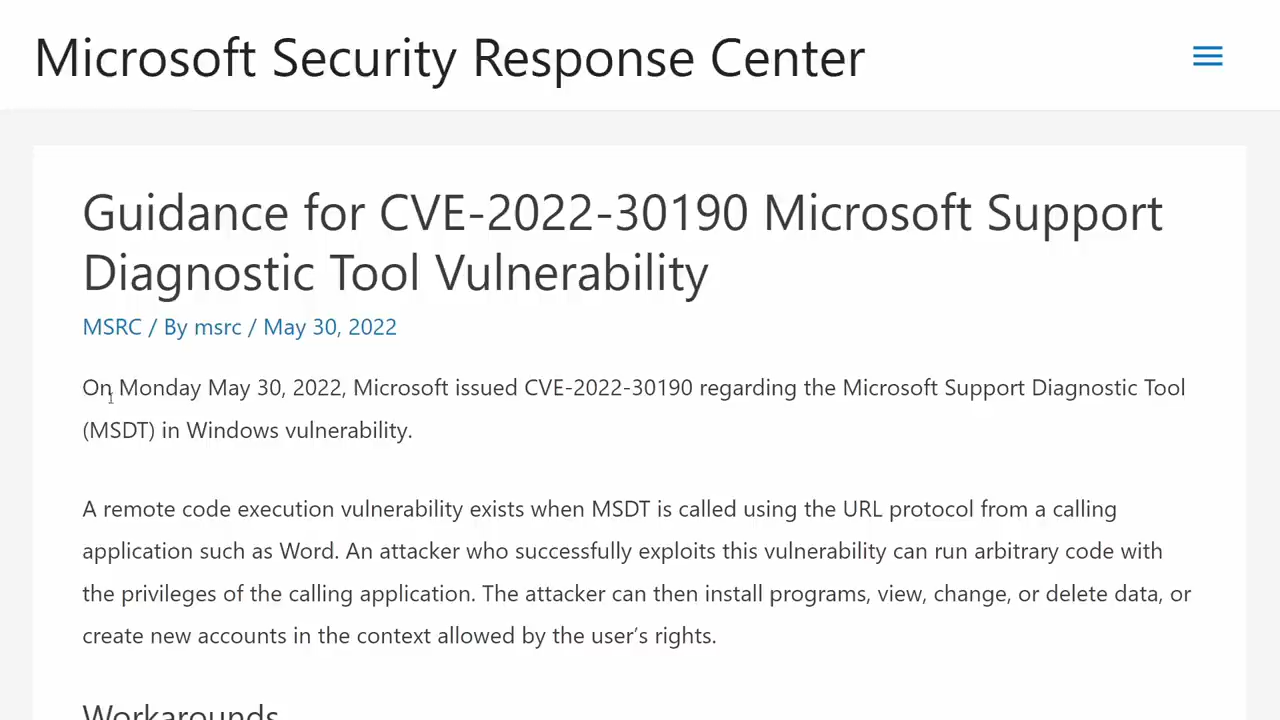 Microsoft Security Response Center
Guidance for CVE-2022-30190 Microsoft Support
Diagnostic Tool Vulnerability
MSRC / By msrc / May 30, 2022
On Monday May 30, 2022, Microsoft issued CVE-2022-30190 regarding the Microsoft Support Diagnostic Tool
(MSDT) in Windows vulnerability.
A remote code execution vulnerability exists when MSDT is called using the URL protocol from a calling
application such as Word. An attacker who successfully exploits this vulnerability can run arbitrary code with
the privileges of the calling application. The attacker can then install programs, view, change, or delete data, or
create new accounts in the context allowed by the user’s rights.
Workarounds